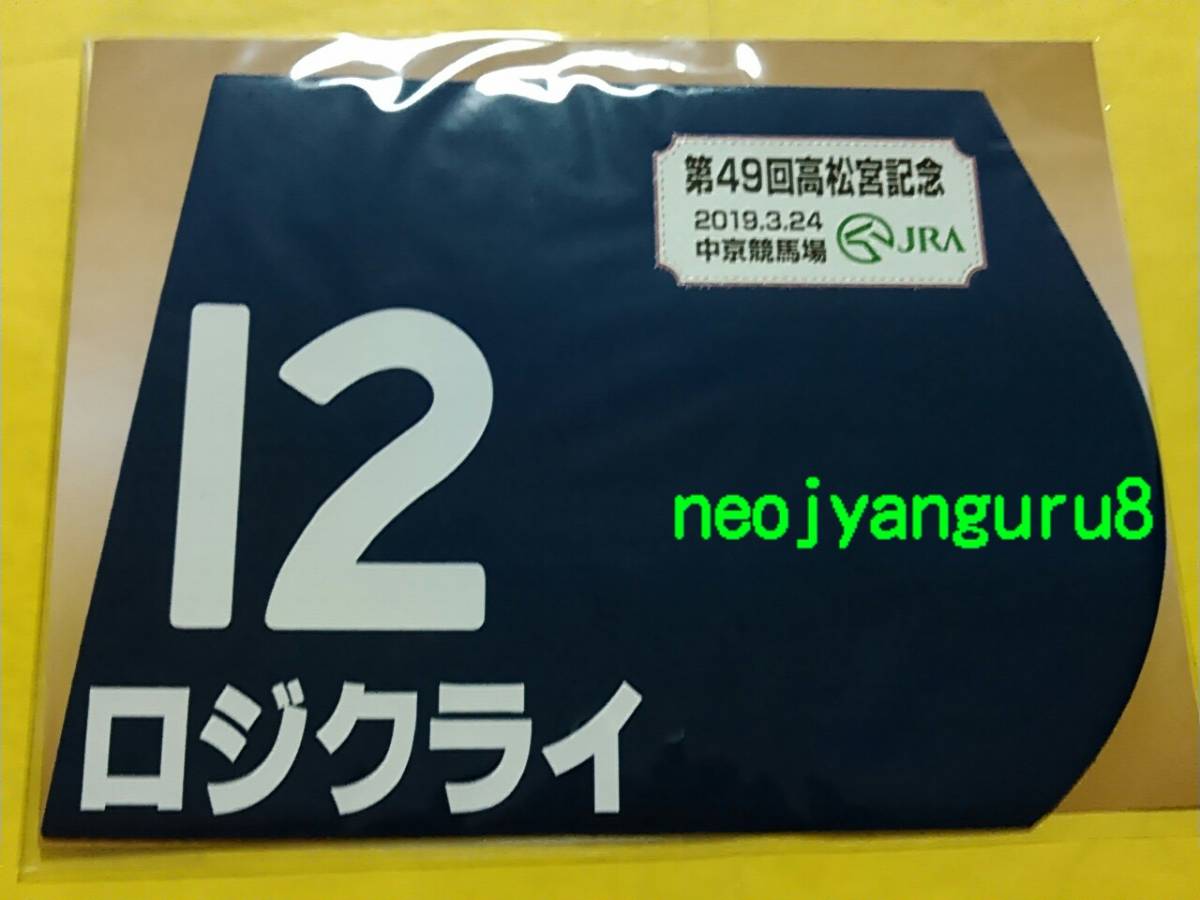 第49回高松宮記念
2019.3.24
中京競馬場 JRA
12
neojyanguru8
ロジクライ